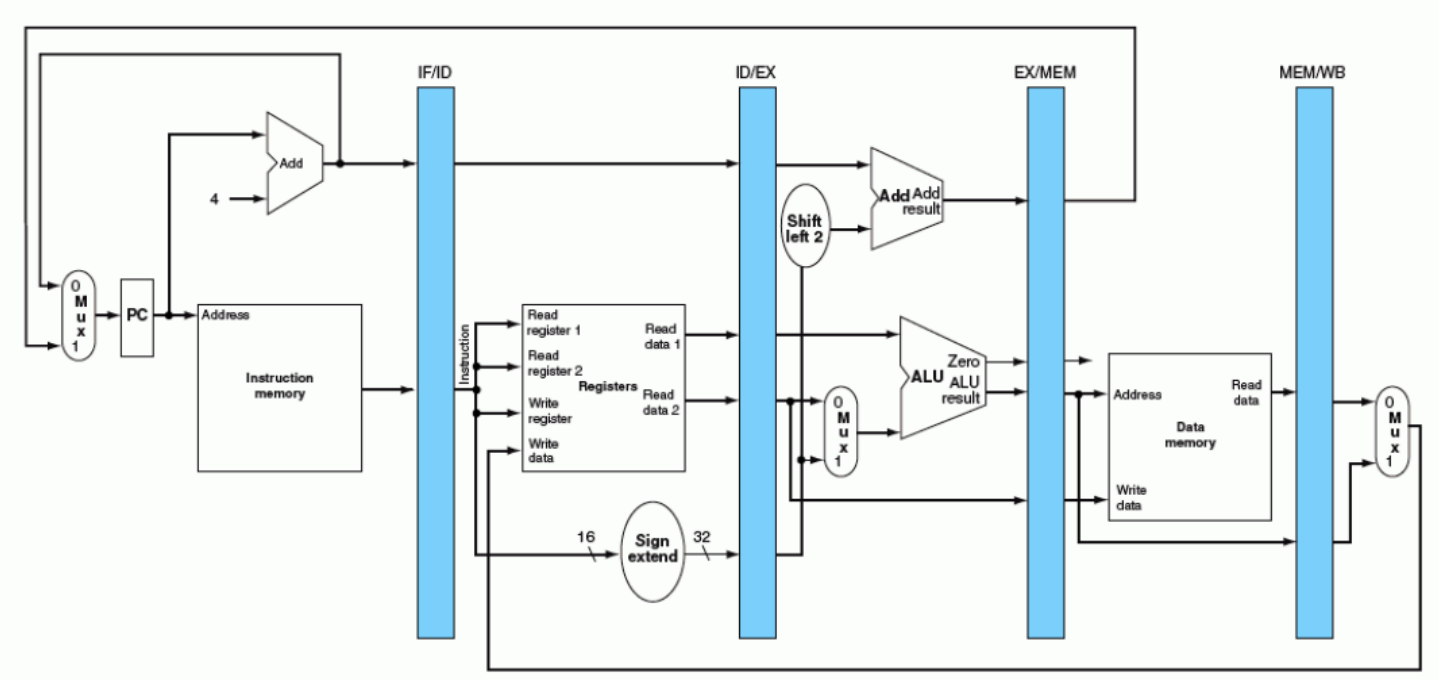 IF/ID
ID/EX
EX/MEM
MEM/WB
Add
4
Add Add
result
Shift
left 2
0
M
u
x
1
PC
Address
Instruction
memory
Instruction
Read
register 1
Read
register 2
Write
register
Write
data
Registers
Read
data 1
Read
data 2
16
Sign
extend
32
0
M
u
x
1
Zero
ALU ALU
result
Address
Read
data
Data
memory
Write
data
0
M
u
x
1